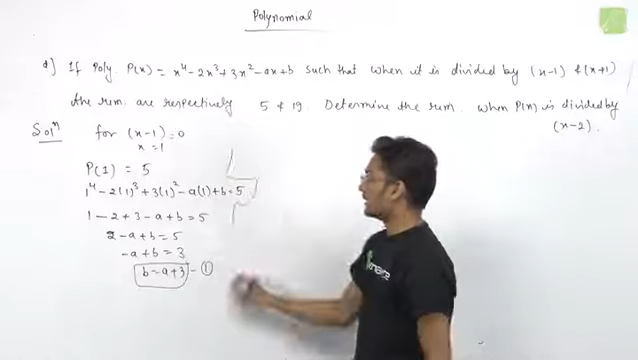 Polynomial
Q) If Poly. P(x) = x⁴ - 2x³ + 3x² - ax + b such that when it is divided by (x-1) & (x+1)
the rem. are respectively 5 & 19. Determine the rem. when P(x) is divided by
(x-2).
Solⁿ for (x-1) = 0
x = 1
P(1) = 5
1⁴ - 2(1)³ + 3(1)² - a(1) + b = 5
1 - 2 + 3 - a + b = 5
2 - a + b = 5
-a + b = 3
b = a + 3 - ①